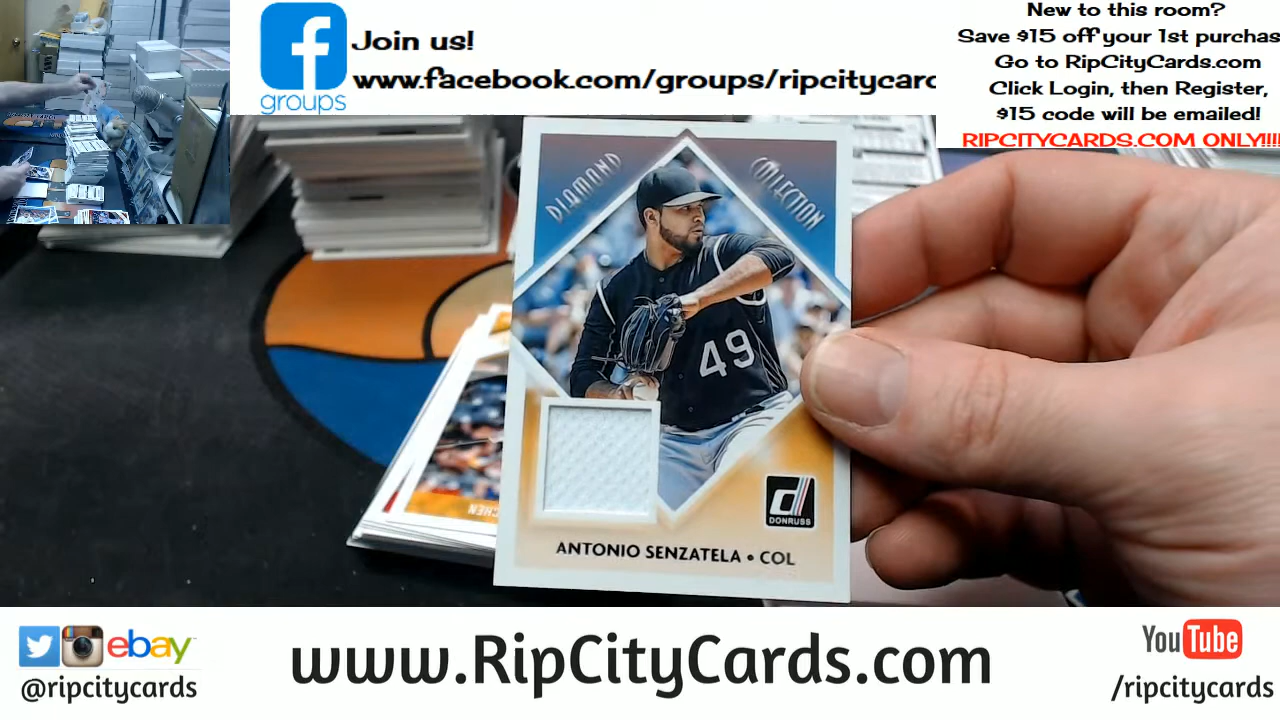 groups
Join us!
www.facebook.com/groups/ripcitycarc
New to this room?
Save $15 off your 1st purchas
Go to RipCityCards.com
Click Login, then Register,
$15 code will be emailed!
RIPCITYCARDS.COM ONLY!!!!
DIAMOND
COLLECTION
49
DONRUSS
ANTONIO SENZATELA • COL
ebay
@ripcitycards
www.RipCityCards.com
YouTube
/ripcitycards